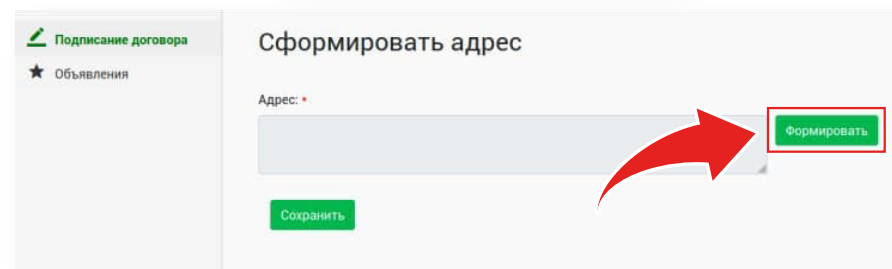 Подписание договора
Объявления
Сформировать адрес
Адрес: *
Формировать
Сохранить